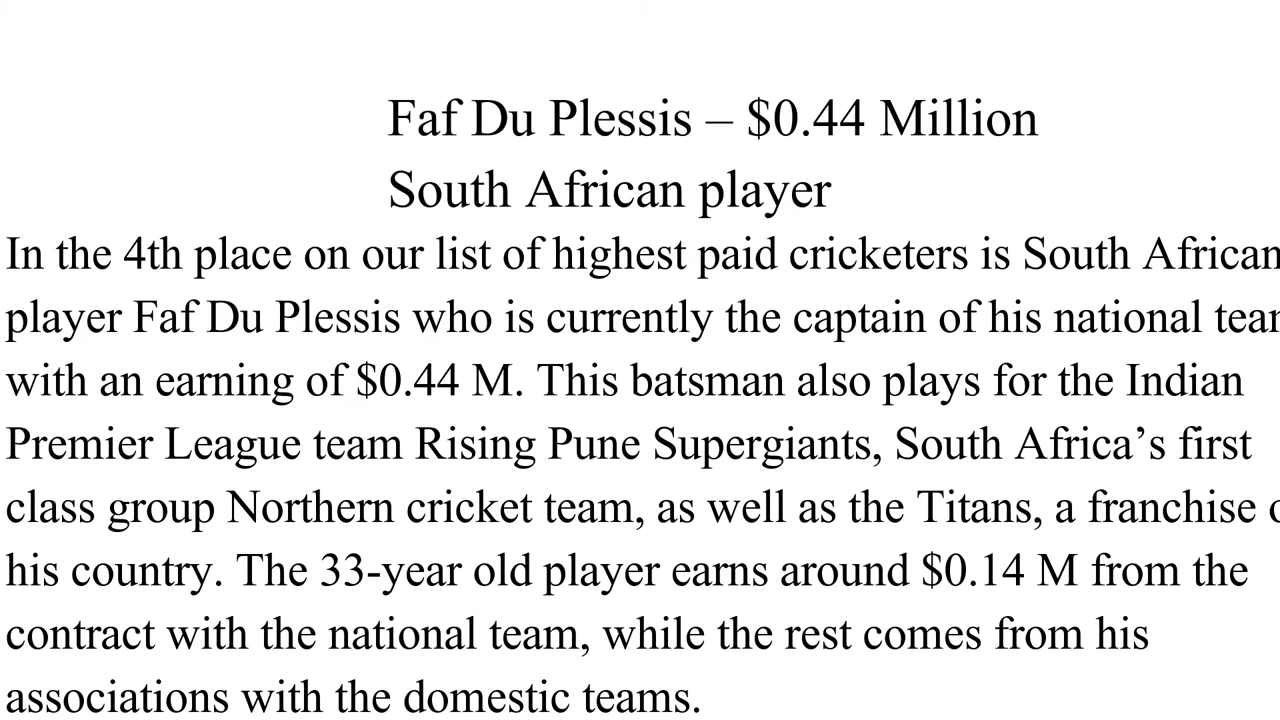 Faf Du Plessis – $0.44 Million
South African player
In the 4th place on our list of highest paid cricketers is South African
player Faf Du Plessis who is currently the captain of his national
with an earning of $0.44 M. This batsman also plays for the Indian
Premier League team Rising Pune Supergiants, South Africa’s first
class group Northern cricket team, as well as the Titans, a franchise
his country. The 33-year old player earns around $0.14 M from the
contract with the national team, while the rest comes from his
associations with the domestic teams.